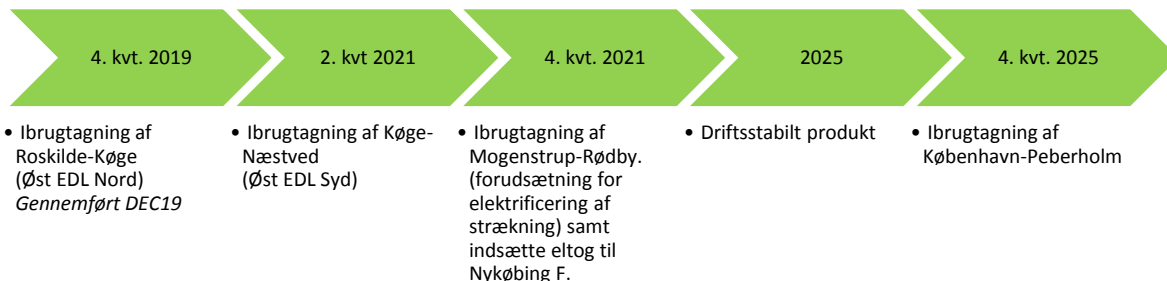 4. kvt. 2019
2. kvt 2021
4. kvt. 2021
2025
4. kvt. 2025
• Ibrugtagning af
Roskilde-Køge
(Øst EDL Nord)
Gennemført DEC19
• Ibrugtagning af Køge-
Næstved
(Øst EDL Syd)
• Ibrugtagning af
Mogenstrup-Rødby.
(forudsætning for
elektrificering af
strækning) samt
indsætte eltog til
Nykøbing F.
• Driftsstabilt produkt
• Ibrugtagning af
København-Peberholm